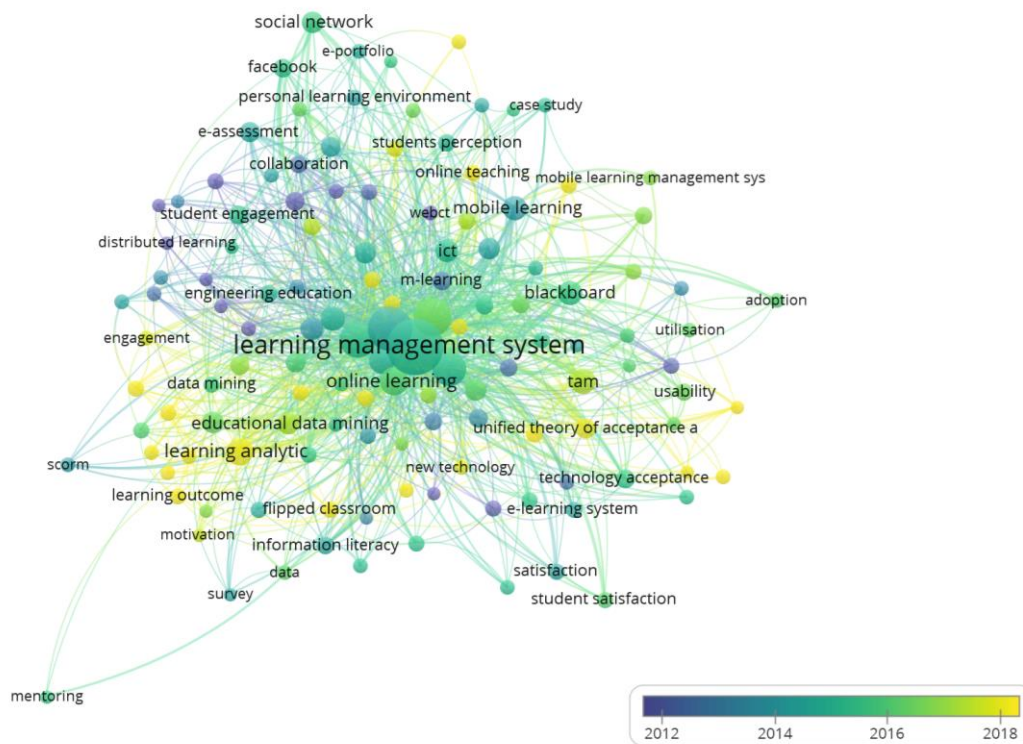 social network
e-portfolio
facebook
personal learning environment
case study
e-assessment
students perception
collaboration
online teaching
mobile learning management sys
student engagement
webct
mobile learning
distributed learning
ict
m-learning
engineering education
blackboard
adoption
utilisation
engagement
learning management system
data mining
online learning
tam
usability
educational data mining
unified theory of acceptance a
learning analytic
scorm
new technology
technology acceptance
learning outcome
flipped classroom
e-learning system
motivation
information literacy
data
satisfaction
survey
student satisfaction
mentoring
2012
2014
2016
2018